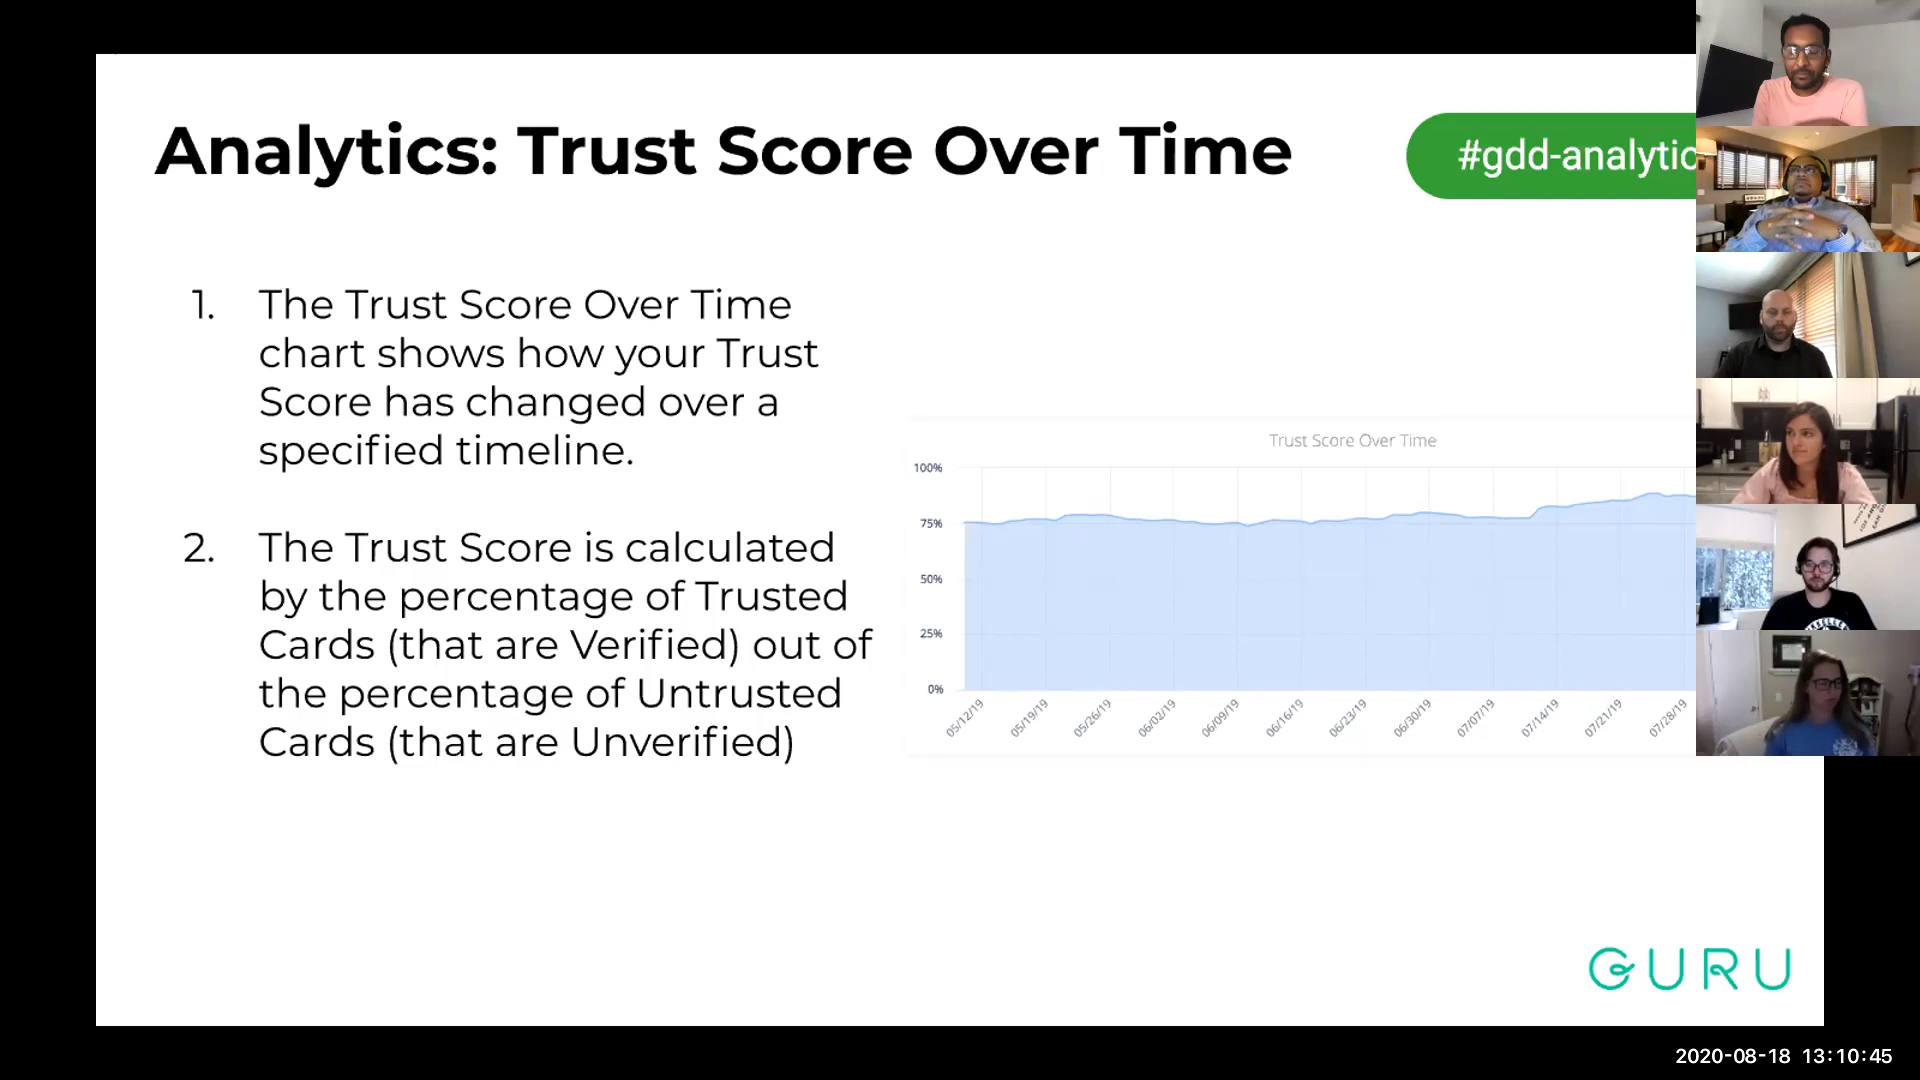 Analytics: Trust Score Over Time
#gdd-analytic
1. The Trust Score Over Time
chart shows how your Trust
Score has changed over a
specified timeline.
2. The Trust Score is calculated
by the percentage of Trusted
Cards (that are Verified) out of
the percentage of Untrusted
Cards (that are Unverified)
Trust Score Over Time
100%
75%
50%
25%
0%
05/12/19
05/19/19
05/26/19
06/02/19
06/09/19
06/16/19
06/23/19
06/30/19
07/07/19
07/14/19
07/21/19
07/28/19
GURU
2020-08-18 13:10:45